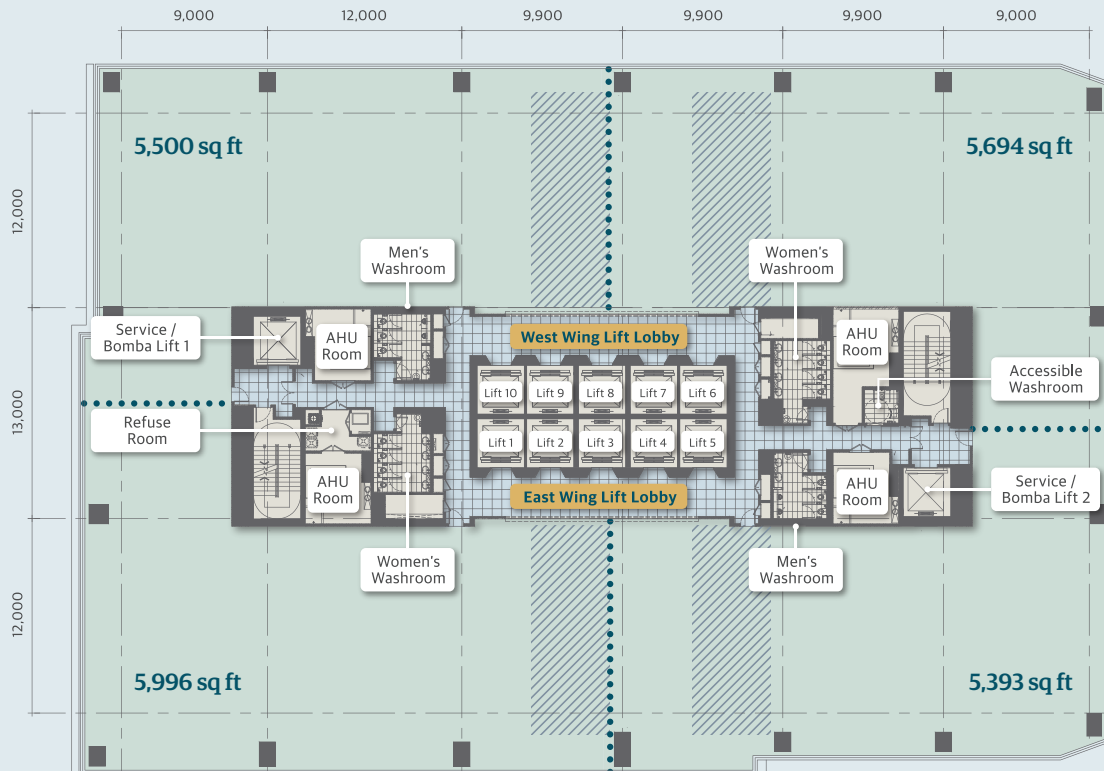 9,000
12,000
9,900
9,900
9,900
9,000
5,500 sq ft
5,694 sq ft
12,000
13,000
12,000
Men's
Washroom
Women's
Washroom
Service /
Bomba Lift 1
AHU
Room
West Wing Lift Lobby
AHU
Room
Accessible
Washroom
Lift 10
Lift 9
Lift 8
Lift 7
Lift 6
Refuse
Room
Lift 1
Lift 2
Lift 3
Lift 4
Lift 5
AHU
Room
East Wing Lift Lobby
AHU
Room
Service /
Bomba Lift 2
Women's
Washroom
Men's
Washroom
5,996 sq ft
5,393 sq ft